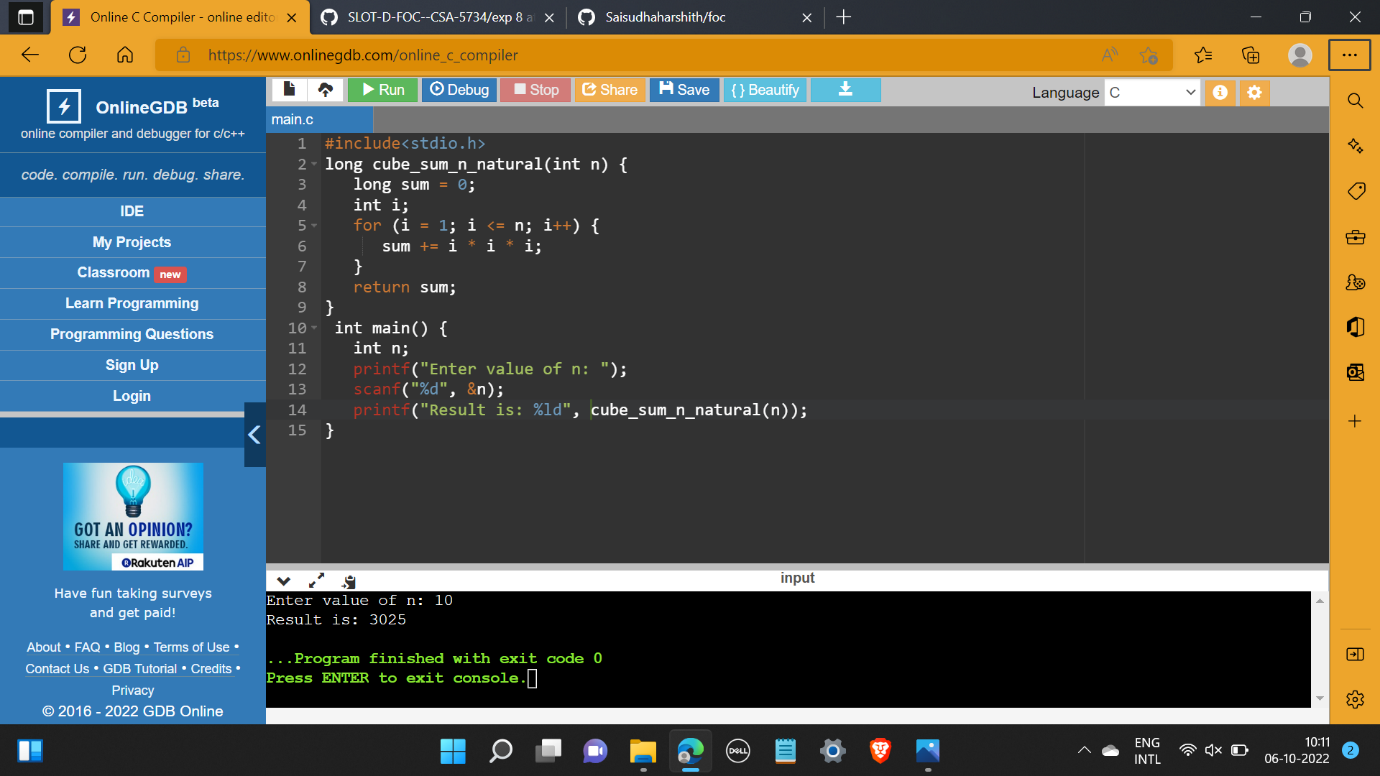 Online C Compiler - online edito
SLOT-D-FOC--CSA-5734/exp 8 a
Saisudhaharshith/foc
https://www.onlinegdb.com/online_c_compiler
OnlineGDB beta
online compiler and debugger for c/c++
code. compile. run. debug. share.
IDE
My Projects
Classroom new
Learn Programming
Programming Questions
Sign Up
Login
GOT AN OPINION?
SHARE AND GET REWARDED.
Rakuten AIP
Have fun taking surveys
and get paid!
About • FAQ • Blog • Terms of Use •
Contact Us • GDB Tutorial • Credits •
Privacy
© 2016 - 2022 GDB Online
Run Debug Stop Share Save { } Beautify
Language C
main.c
1 #include<stdio.h>
2 long cube_sum_n_natural(int n) {
3 long sum = 0;
4 int i;
5 for (i = 1; i <= n; i++) {
6 sum += i * i * i;
7 }
8 return sum;
9 }
10 int main() {
11 int n;
12 printf("Enter value of n: ");
13 scanf("%d", &n);
14 printf("Result is: %ld", cube_sum_n_natural(n));
15 }
input
Enter value of n: 10
Result is: 3025
...Program finished with exit code 0
Press ENTER to exit console.
DELL
ENG
INTL
10:11
06-10-2022
2